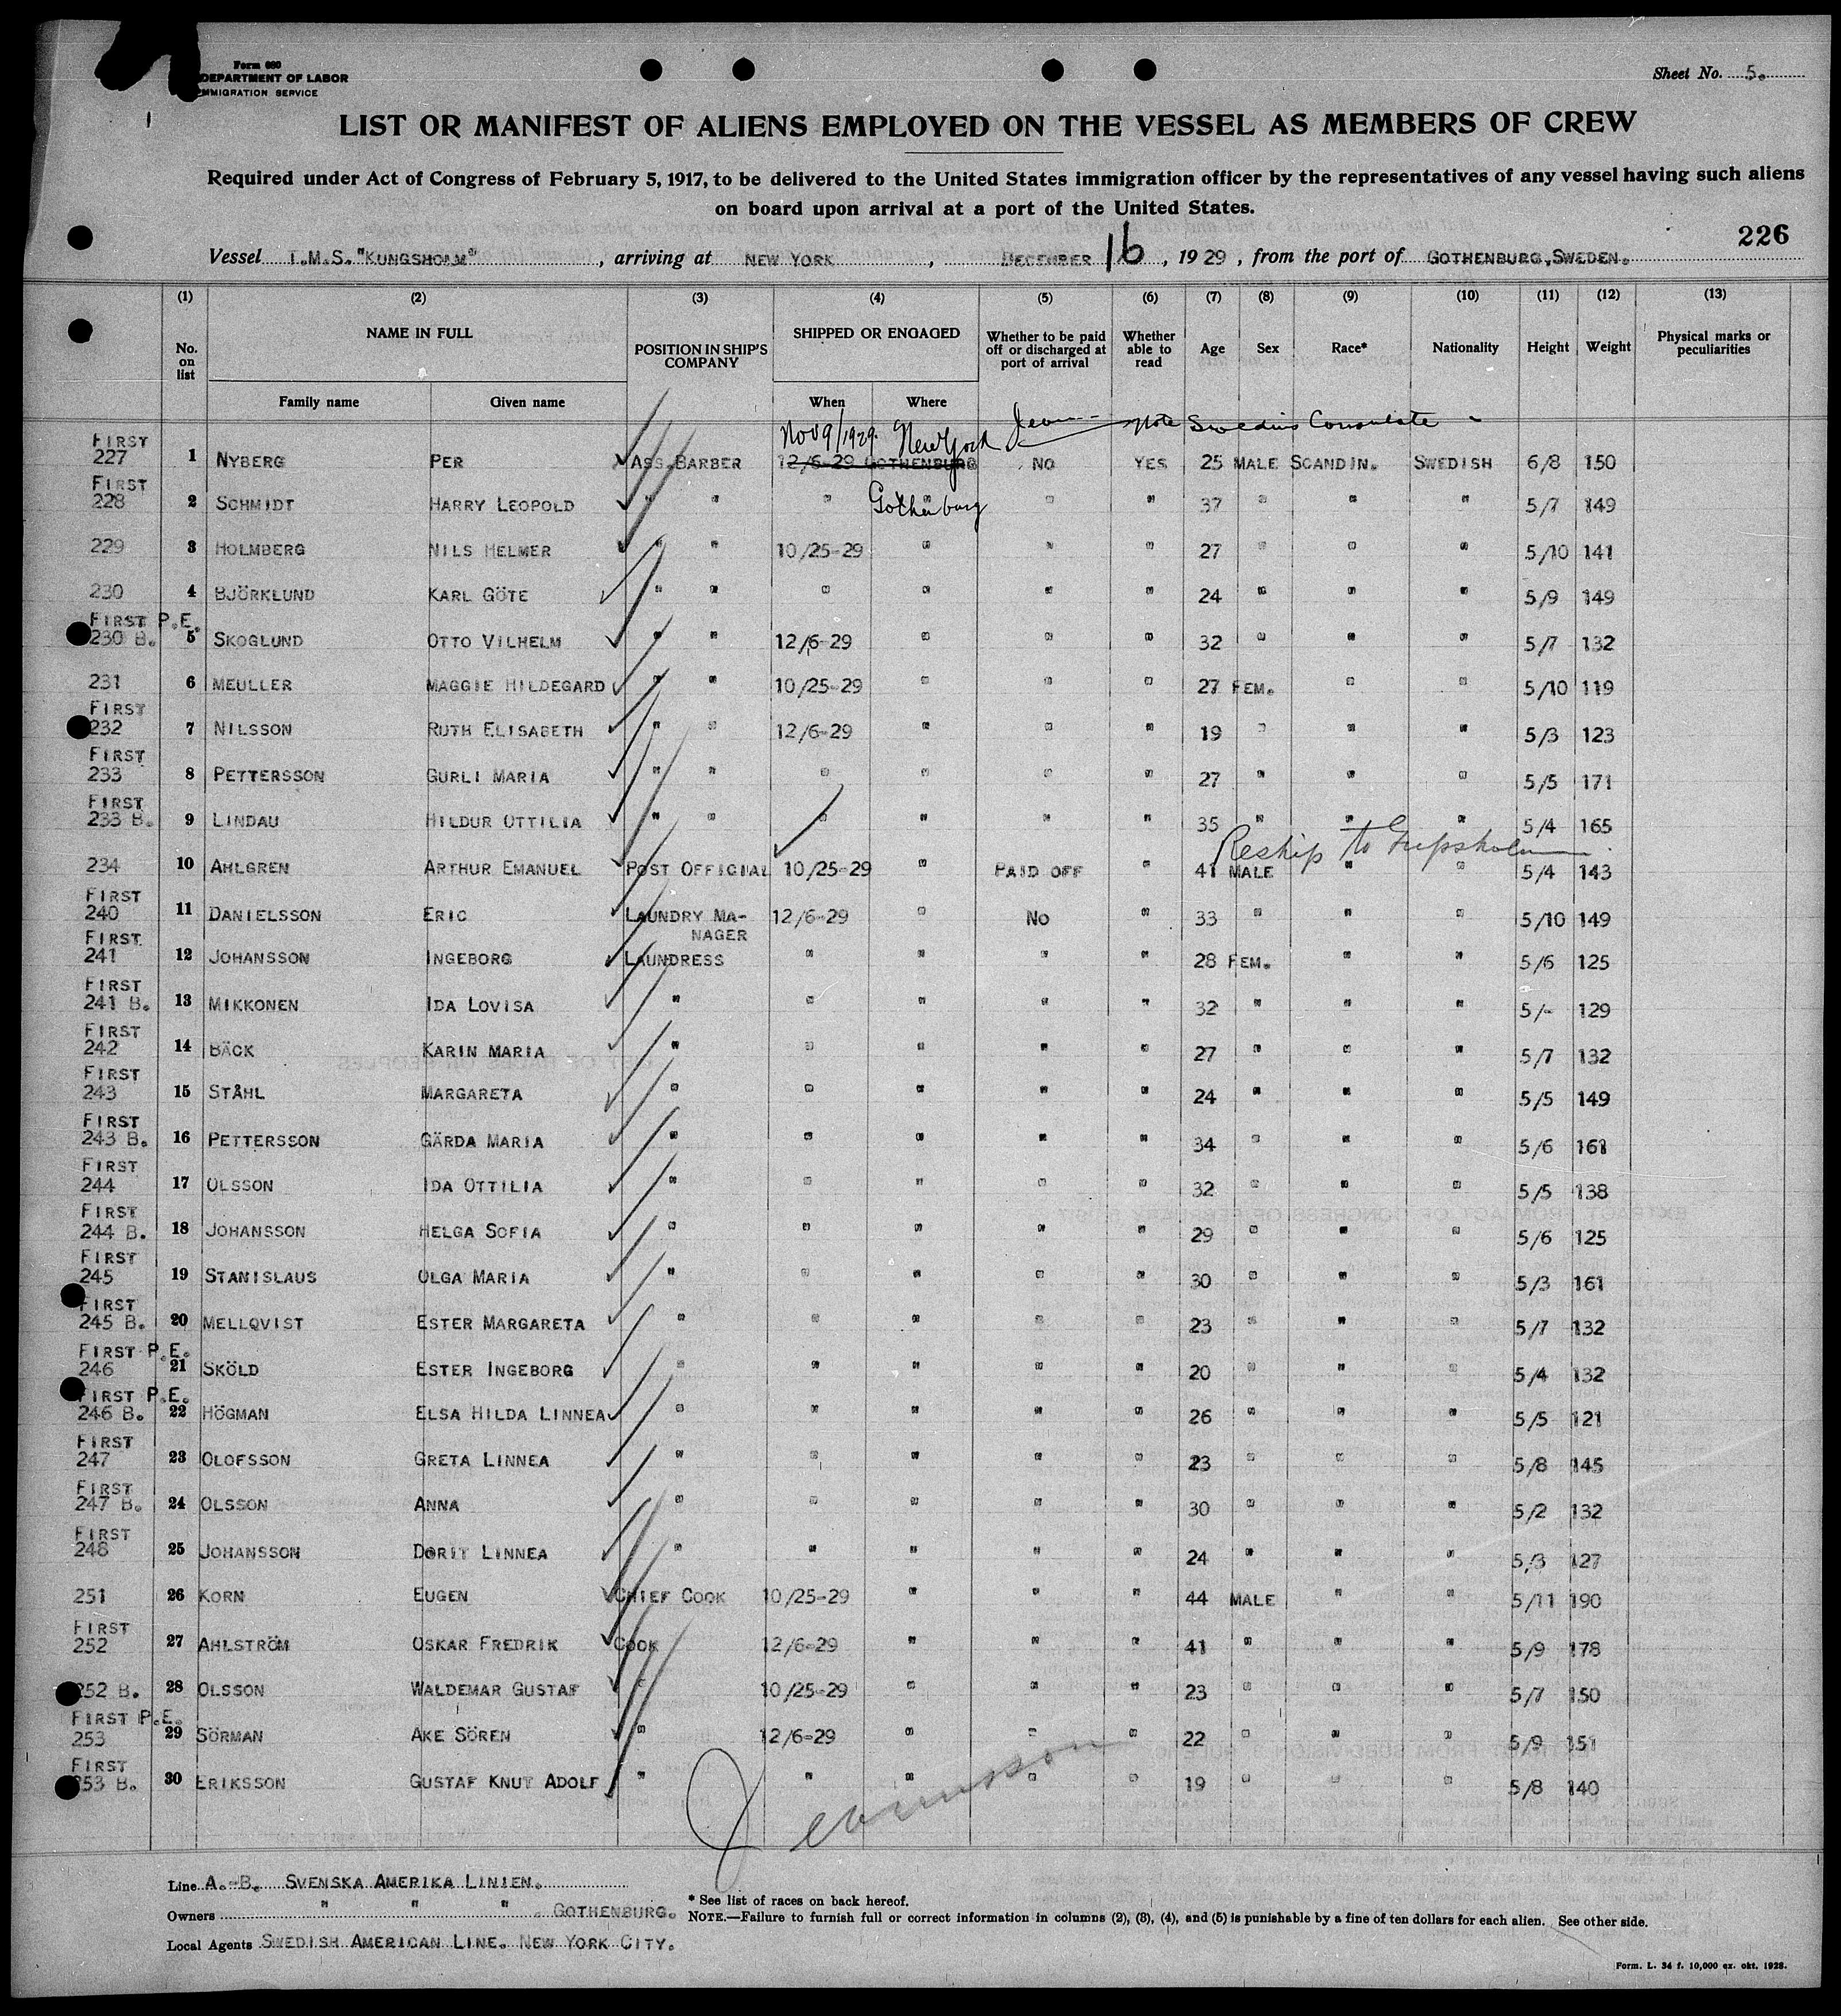 Form 680
DEPARTMENT OF LABOR
IMMIGRATION SERVICE
Sheet No. 5.
LIST OR MANIFEST OF ALIENS EMPLOYED ON THE VESSEL AS MEMBERS OF CREW
Required under Act of Congress of February 5, 1917, to be delivered to the United States immigration officer by the representatives of any vessel having such aliens
on board upon arrival at a port of the United States.
226
Vessel T.M.S. "KUNGSHOLM", arriving at NEW YORK, DECEMBER 16, 1929, from the port of GOTHENBURG, SWEDEN.
(1) (2) (3) (4) (5) (6) (7) (8) (9) (10) (11) (12) (13)
No. on list NAME IN FULL Family name Given name POSITION IN SHIP'S COMPANY SHIPPED OR ENGAGED When Where Whether to be paid off or discharged at port of arrival Whether able to read Age Sex Race* Nationality Height Weight Physical marks or peculiarities
Nov 9/1929. New York Note Swedins Consulate
FIRST 227 1 NYBERG PER ASS.BARBER 12/6-29 GOTHENBURG NO YES 25 MALE SCANDIN. SWEDISH 6/8 150
FIRST 228 2 SCHMIDT HARRY LEOPOLD " " " Gothenburg " " 37 " " " 5/7 149
229 3 HOLMBERG NILS HELMER " " 10/25-29 " " " 27 " " " 5/10 141
230 4 BJÖRKLUND KARL GÖTE " " " " " " 24 " " " 5/9 149
FIRST P.E. 230 B. 5 SKOGLUND OTTO VILHELM " " 12/6-29 " " " 32 " " " 5/7 132
231 6 MEULLER MAGGIE HILDEGARD " " 10/25-29 " " " 27 FEM. " " 5/10 119
FIRST 232 7 NILSSON RUTH ELISABETH " " 12/6-29 " " " 19 " " " 5/3 123
FIRST 233 8 PETTERSSON GURLI MARIA " " " " " " 27 " " " 5/5 171
FIRST 233 B. 9 LINDAU HILDUR OTTILIA " " " " " " 35 " " " 5/4 165
Reship to Gripsholm
234 10 AHLGREN ARTHUR EMANUEL POST OFFICIAL 10/25-29 " PAID OFF " 41 MALE " " 5/4 143
FIRST 240 11 DANIELSSON ERIC LAUNDRY MA-NAGER 12/6-29 " NO " 33 " " " 5/10 149
FIRST 241 12 JOHANSSON INGEBORG LAUNDRESS " " " " 28 FEM. " " 5/6 125
FIRST 241 B. 13 MIKKONEN IDA LOVISA " " " " " 32 " " " 5/- 129
FIRST 242 14 BÄCK KARIN MARIA " " " " " 27 " " " 5/7 132
FIRST 243 15 STÅHL MARGARETA " " " " " 24 " " " 5/5 149
FIRST 243 B. 16 PETTERSSON GÄRDA MARIA " " " " " 34 " " " 5/6 161
FIRST 244 17 OLSSON IDA OTTILIA " " " " " 32 " " " 5/5 138
FIRST 244 B. 18 JOHANSSON HELGA SOFIA " " " " " 29 " " " 5/6 125
FIRST 245 19 STANISLAUS OLGA MARIA " " " " " 30 " " " 5/3 161
FIRST 245 B. 20 MELLQVIST ESTER MARGARETA " " " " " 23 " " " 5/7 132
FIRST P.E. 246 21 SKÖLD ESTER INGEBORG " " " " " 20 " " " 5/4 132
FIRST P.E. 246 B. 22 HÖGMAN ELSA HILDA LINNEA " " " " " 26 " " " 5/5 121
FIRST 247 23 OLOFSSON GRETA LINNEA " " " " " 23 " " " 5/8 145
FIRST 247 B. 24 OLSSON ANNA " " " " " 30 " " " 5/2 132
FIRST 248 25 JOHANSSON DORIT LINNEA " " " " " 24 " " " 5/3 127
251 26 KORN EUGEN CHIEF COOK 10/25-29 " " " 44 MALE " " 5/11 190
FIRST 252 27 AHLSTRÖM OSKAR FREDRIK COOK 12/6-29 " " " 41 " " " 5/9 178
252 B. 28 OLSSON WALDEMAR GUSTAF " 10/25-29 " " " 23 " " " 5/7 150
FIRST P.E. 253 29 SÖRMAN AKE SÖREN " 12/6-29 " " " 22 " " " 5/9 151
FIRST 253 B. 30 ERIKSSON GUSTAF KNUT ADOLF " " " " " 19 " " " 5/8 140
Line A.-B. SVENSKA AMERIKA LINIEN.
Owners " " " GOTHENBURG.
Local Agents SWEDISH AMERICAN LINE. NEW YORK CITY.
* See list of races on back hereof.
NOTE.—Failure to furnish full or correct information in columns (2), (3), (4), and (5) is punishable by a fine of ten dollars for each alien. See other side.
Form. L. 34 f. 10,000 ex. okt. 1928.